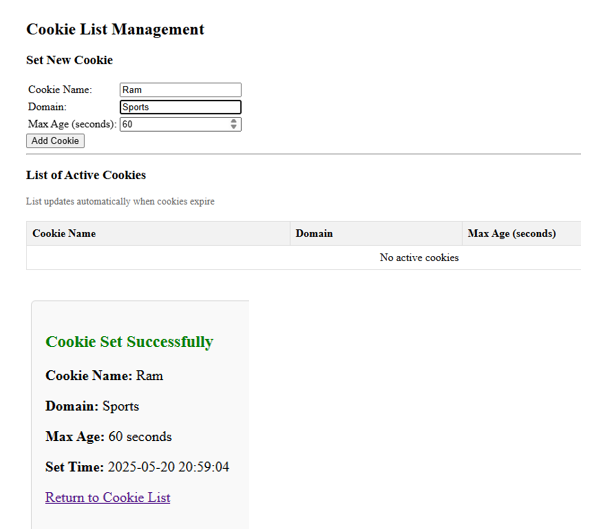 Cookie List Management
Set New Cookie
Cookie Name: Ram
Domain: Sports
Max Age (seconds): 60
Add Cookie
List of Active Cookies
List updates automatically when cookies expire
Cookie Name Domain Max Age (seconds)
No active cookies
Cookie Set Successfully
Cookie Name: Ram
Domain: Sports
Max Age: 60 seconds
Set Time: 2025-05-20 20:59:04
Return to Cookie List